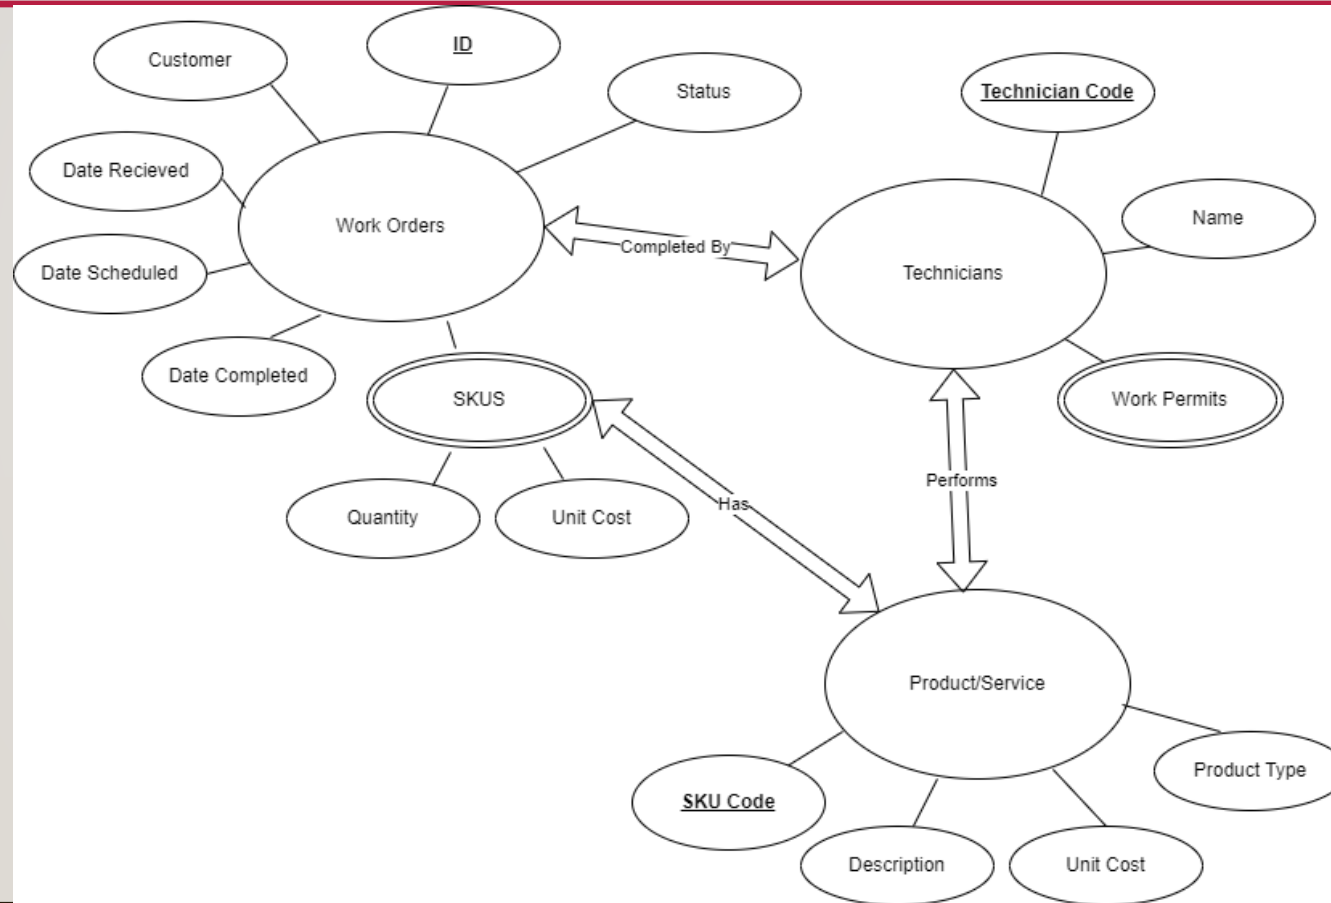 ID
Customer
Status
Technician Code
Date Recieved
Work Orders
Name
Completed By
Date Scheduled
Technicians
Date Completed
SKUS
Work Permits
Performs
Has
Quantity
Unit Cost
Product/Service
Product Type
SKU Code
Description
Unit Cost